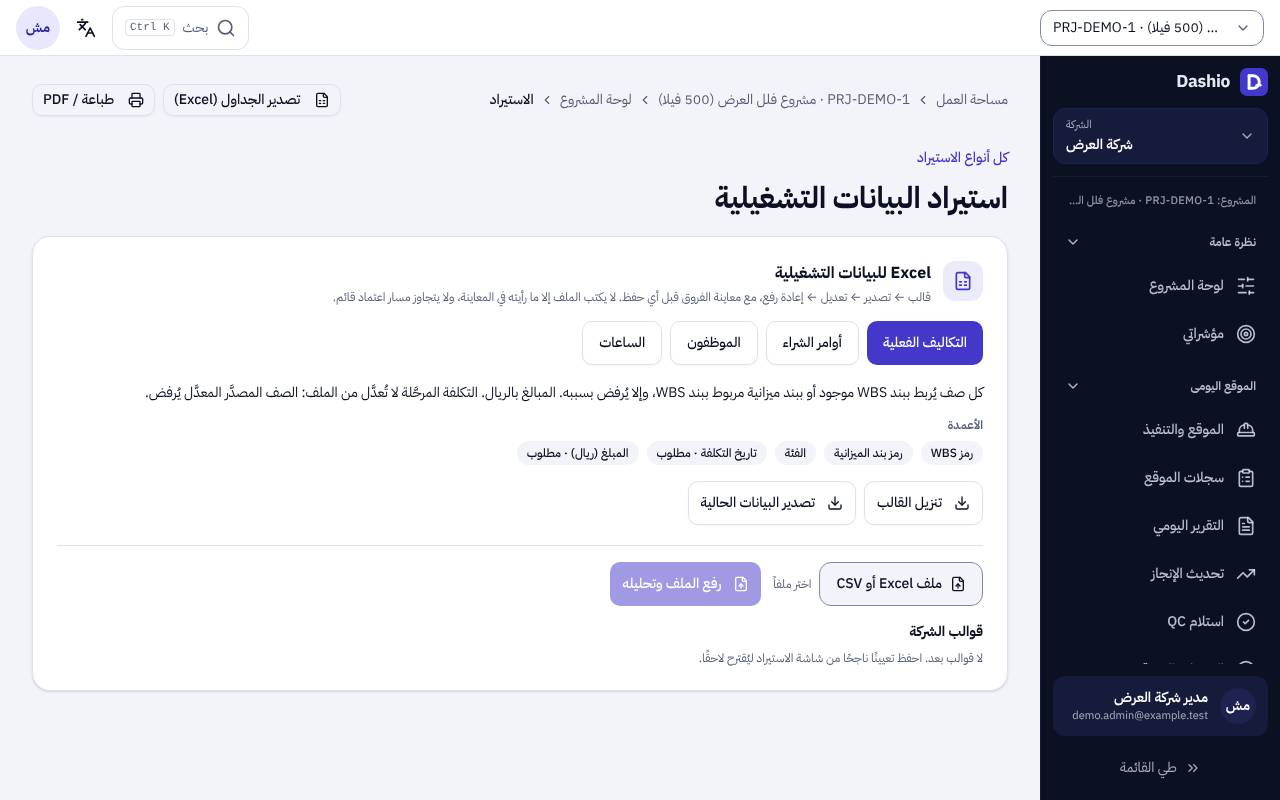 PRJ-DEMO-1 · (500 فيلا) ...
بحث Ctrl K
مش
Dashio
الشركة
شركة العرض
المشروع: PRJ-DEMO-1 · مشروع فلل الـ...
نظرة عامة
لوحة المشروع
مؤشراتي
الموقع اليومي
الموقع والتنفيذ
سجلات الموقع
التقرير اليومي
تحديث الإنجاز
استلام QC
مدير شركة العرض
demo.admin@example.test
مش
طي القائمة
مساحة العمل › PRJ-DEMO-1 · مشروع فلل العرض (500 فيلا) › لوحة المشروع › الاستيراد
تصدير الجداول (Excel)
طباعة / PDF
كل أنواع الاستيراد
استيراد البيانات التشغيلية
Excel للبيانات التشغيلية
قالب ← تصدير ← تعديل ← إعادة رفع، مع معاينة الفروق قبل أي حفظ. لا يكتب الملف إلا ما رأيته في المعاينة، ولا يتجاوز مسار اعتماد قائم.
التكاليف الفعلية
أوامر الشراء
الموظفون
الساعات
كل صف يُربط ببند WBS موجود أو ببند ميزانية مربوط ببند WBS، وإلا يُرفض بسببه. المبالغ بالريال. التكلفة المرحَّلة لا تُعدَّل من الملف: الصف المصدَّر المعدَّل يُرفض.
الأعمدة
رمز WBS
رمز بند الميزانية
الفئة
تاريخ التكلفة · مطلوب
المبلغ (ريال) · مطلوب
تنزيل القالب
تصدير البيانات الحالية
ملف Excel أو CSV
اختر ملفاً
رفع الملف وتحليله
قوالب الشركة
لا قوالب بعد. احفظ تعيينًا ناجحًا من شاشة الاستيراد ليُقترح لاحقًا.